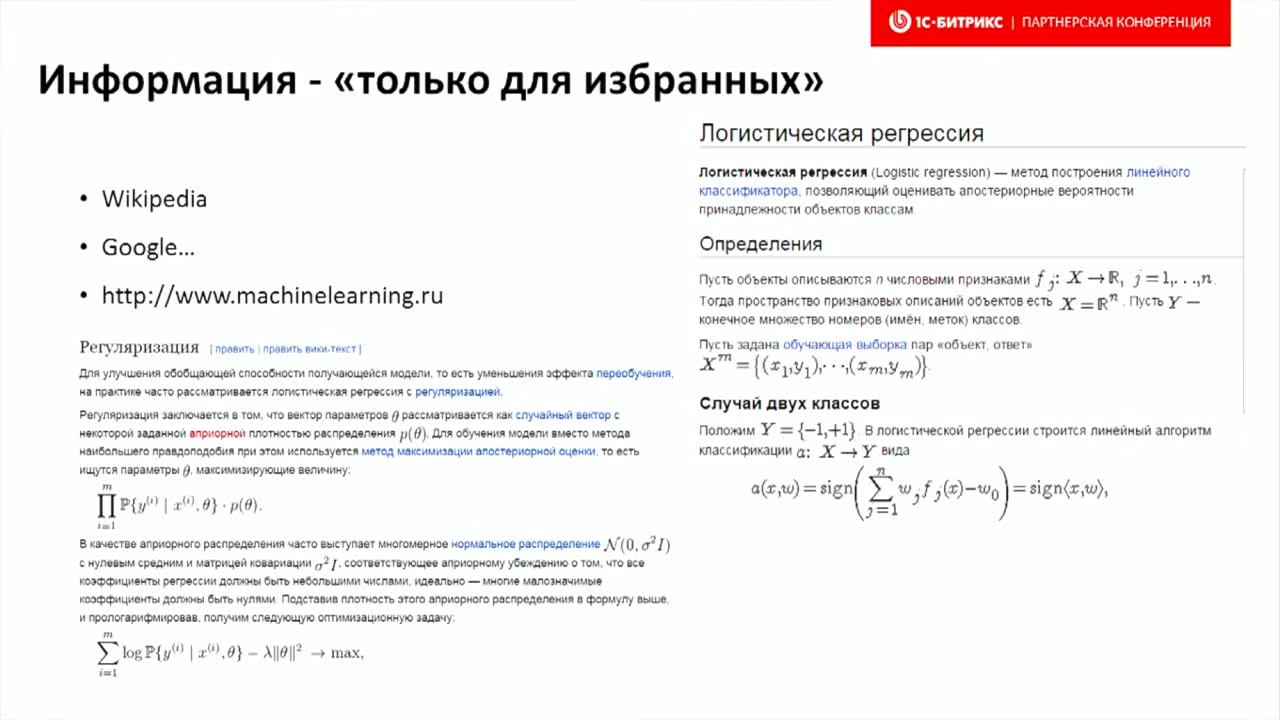 1С-БИТРИКС | ПАРТНЕРСКАЯ КОНФЕРЕНЦИЯ
Информация - «только для избранных»
• Wikipedia
• Google...
• http://www.machinelearning.ru
Регуляризация [ править | править вики-текст ]
Для улучшения обобщающей способности получающейся модели, то есть уменьшения эффекта переобучения,
на практике часто рассматривается логистическая регрессия с регуляризацией.
Регуляризация заключается в том, что вектор параметров θ рассматривается как случайный вектор с
некоторой заданной априорной плотностью распределения p(θ). Для обучения модели вместо метода
наибольшего правдоподобия при этом используется метод максимизации апостериорной оценки, то есть
ищутся параметры θ, максимизирующие величину:
∏_{i=1}^{m} ℙ{y^{(i)} | x^{(i)}, θ} · p(θ).
В качестве априорного распределения часто выступает многомерное нормальное распределение 𝒩(0, σ²I)
с нулевым средним и матрицей ковариации σ²I, соответствующее априорному убеждению о том, что все
коэффициенты регрессии должны быть небольшими числами, идеально — многие малозначимые
коэффициенты должны быть нулями. Подставив плотность этого априорного распределения в формулу выше,
и прологарифмировав, получим следующую оптимизационную задачу:
∑_{i=1}^{m} log ℙ{y^{(i)} | x^{(i)}, θ} − λ‖θ‖² → max,
Логистическая регрессия
Логистическая регрессия (Logistic regression) — метод построения линейного
классификатора, позволяющий оценивать апостериорные вероятности
принадлежности объектов классам.
Определения
Пусть объекты описываются n числовыми признаками f_j: X → ℝ, j = 1,...,n.
Тогда пространство признаковых описаний объектов есть X = ℝⁿ. Пусть Y —
конечное множество номеров (имён, меток) классов.
Пусть задана обучающая выборка пар «объект, ответ»
X^m = {(x₁,y₁),...,(x_m,y_m)}.
Случай двух классов
Положим Y = {−1,+1}. В логистической регрессии строится линейный алгоритм
классификации a: X → Y вида
a(x,w) = sign(∑_{j=1}^{n} w_j f_j(x) − w₀) = sign⟨x,w⟩,